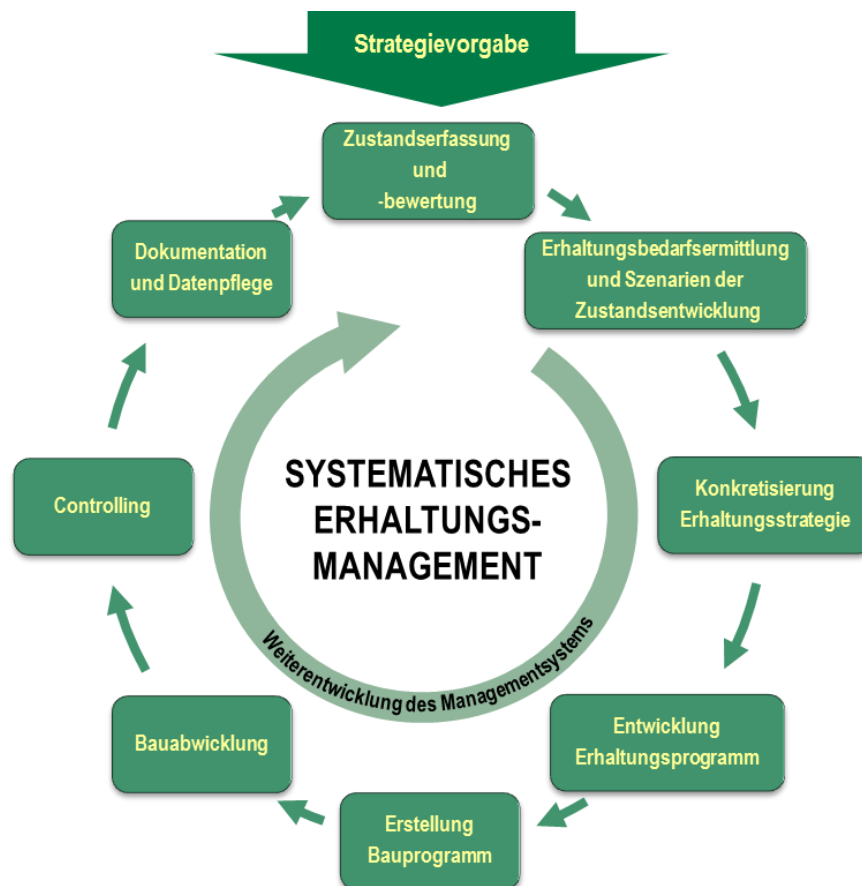 Strategievorgabe
Zustandserfassung
und
-bewertung
Erhaltungsbedarfsermittlung
und Szenarien der
Zustandsentwicklung
Konkretisierung
Erhaltungsstrategie
Entwicklung
Erhaltungsprogramm
Erstellung
Bauprogramm
Bauabwicklung
Controlling
Dokumentation
und Datenpflege
SYSTEMATISCHES
ERHALTUNGS-
MANAGEMENT
Weiterentwicklung des Managementsystems